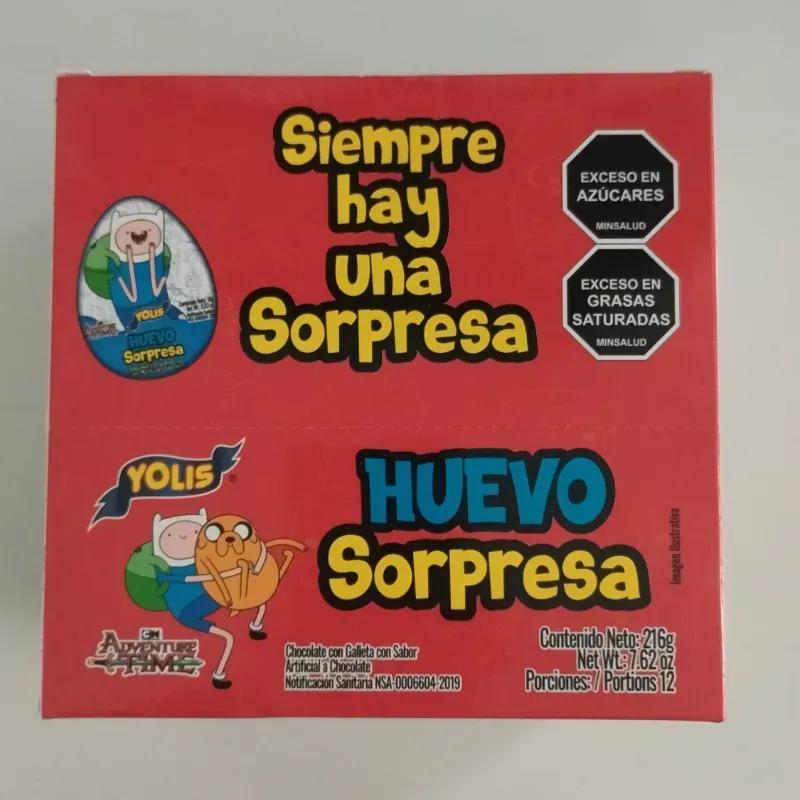 Siempre
hay
una
Sorpresa
EXCESO EN
AZÚCARES
MINSALUD
EXCESO EN
GRASAS
SATURADAS
MINSALUD
YOLIS
HUEVO
Sorpresa
YOLIS
®
HUEVO
Sorpresa
Imagen Ilustrativa
CN
ADVENTURE
TIME
Chocolate con Galleta con Sabor
Artificial a Chocolate
Notificación Sanitaria NSA-0006604-2019
Contenido Neto: 216g
Net Wt.: 7.62 oz
Porciones: / Portions 12